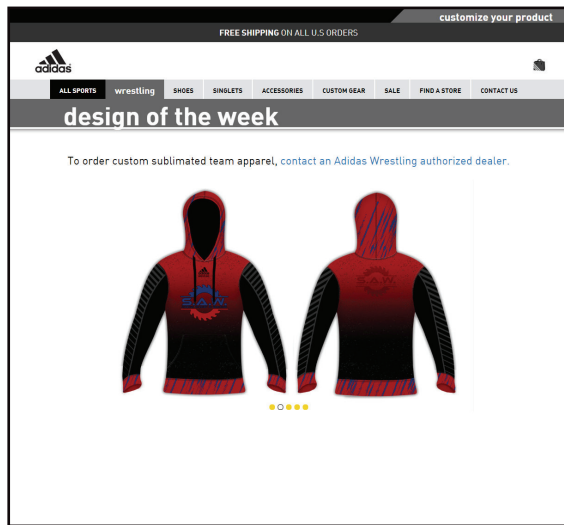 customize your product
FREE SHIPPING ON ALL U.S ORDERS
adidas
ALL SPORTS wrestling SHOES SINGLETS ACCESSORIES CUSTOM GEAR SALE FIND A STORE CONTACT US
design of the week
To order custom sublimated team apparel, contact an Adidas Wrestling authorized dealer.
S.A.W.
S.A.W.